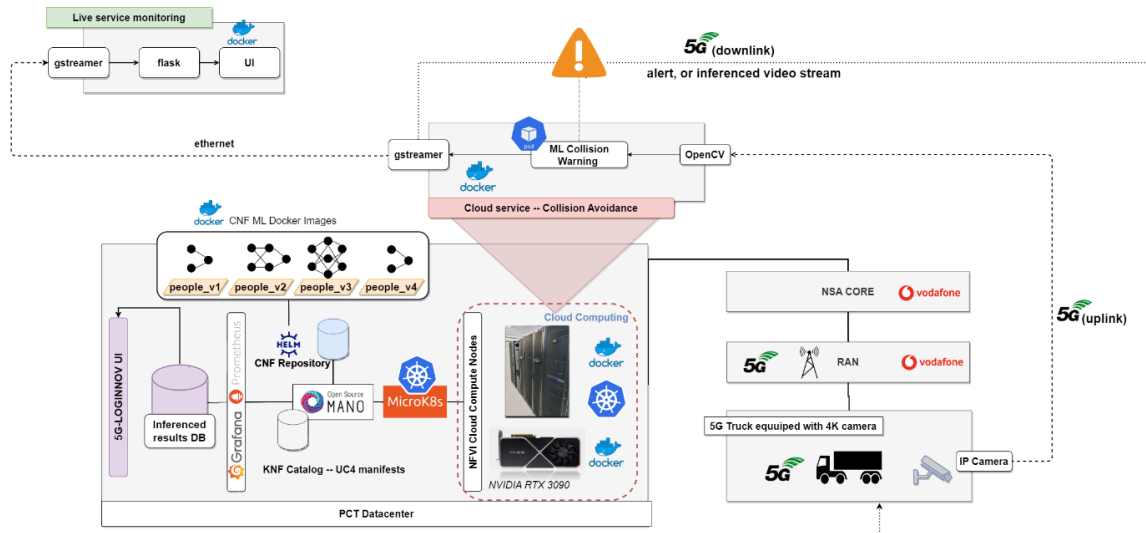 Live service monitoring
docker
gstreamer
flask
UI
5G (downlink)
alert, or inferenced video stream
ethernet
gstreamer
pod
ML Collision
Warning
OpenCV
docker
Cloud service -- Collision Avoidance
docker CNF ML Docker Images
people_v1
people_v2
people_v3
people_v4
5G-LOGINNOV UI
Inferenced
results DB
Grafana
Prometheus
HELM
CNF Repository
Open Source
MANO
MicroK8s
KNF Catalog -- UC4 manifests
NFVI Cloud Compute Nodes
Cloud Computing
docker
docker
NVIDIA RTX 3090
PCT Datacenter
NSA CORE
vodafone
5G
RAN
vodafone
5G (uplink)
5G Truck equuiped with 4K camera
5G
IP Camera